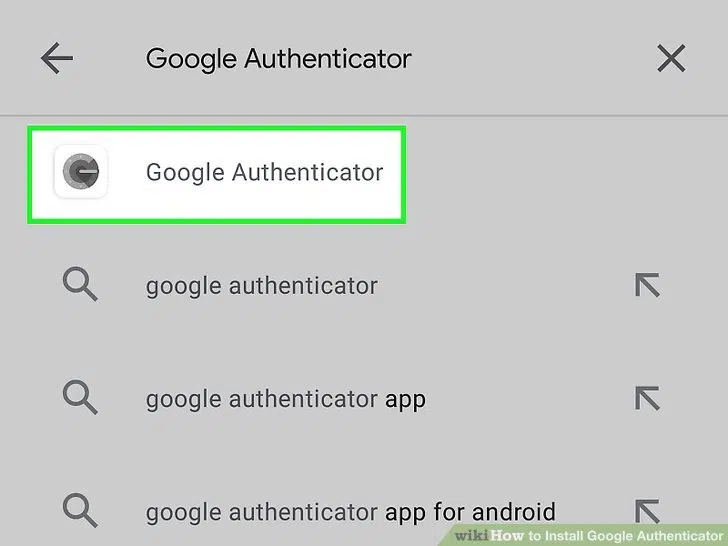 Google Authenticator
Google Authenticator
google authenticator
google authenticator app
google authenticator app for android
wikiHow to Install Google Authenticator